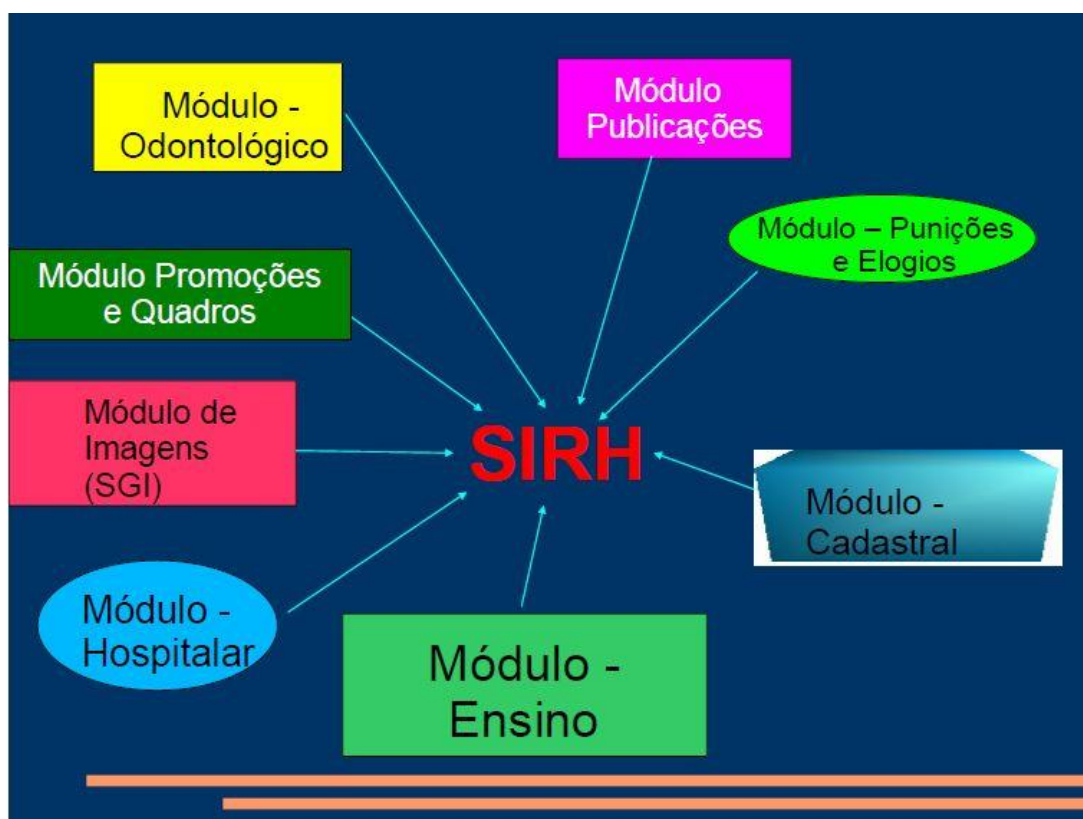 Módulo -
Odontológico
Módulo
Publicações
Módulo – Punições
e Elogios
Módulo Promoções
e Quadros
Módulo de
Imagens
(SGI)
SIRH
Módulo -
Cadastral
Módulo -
Hospitalar
Módulo -
Ensino